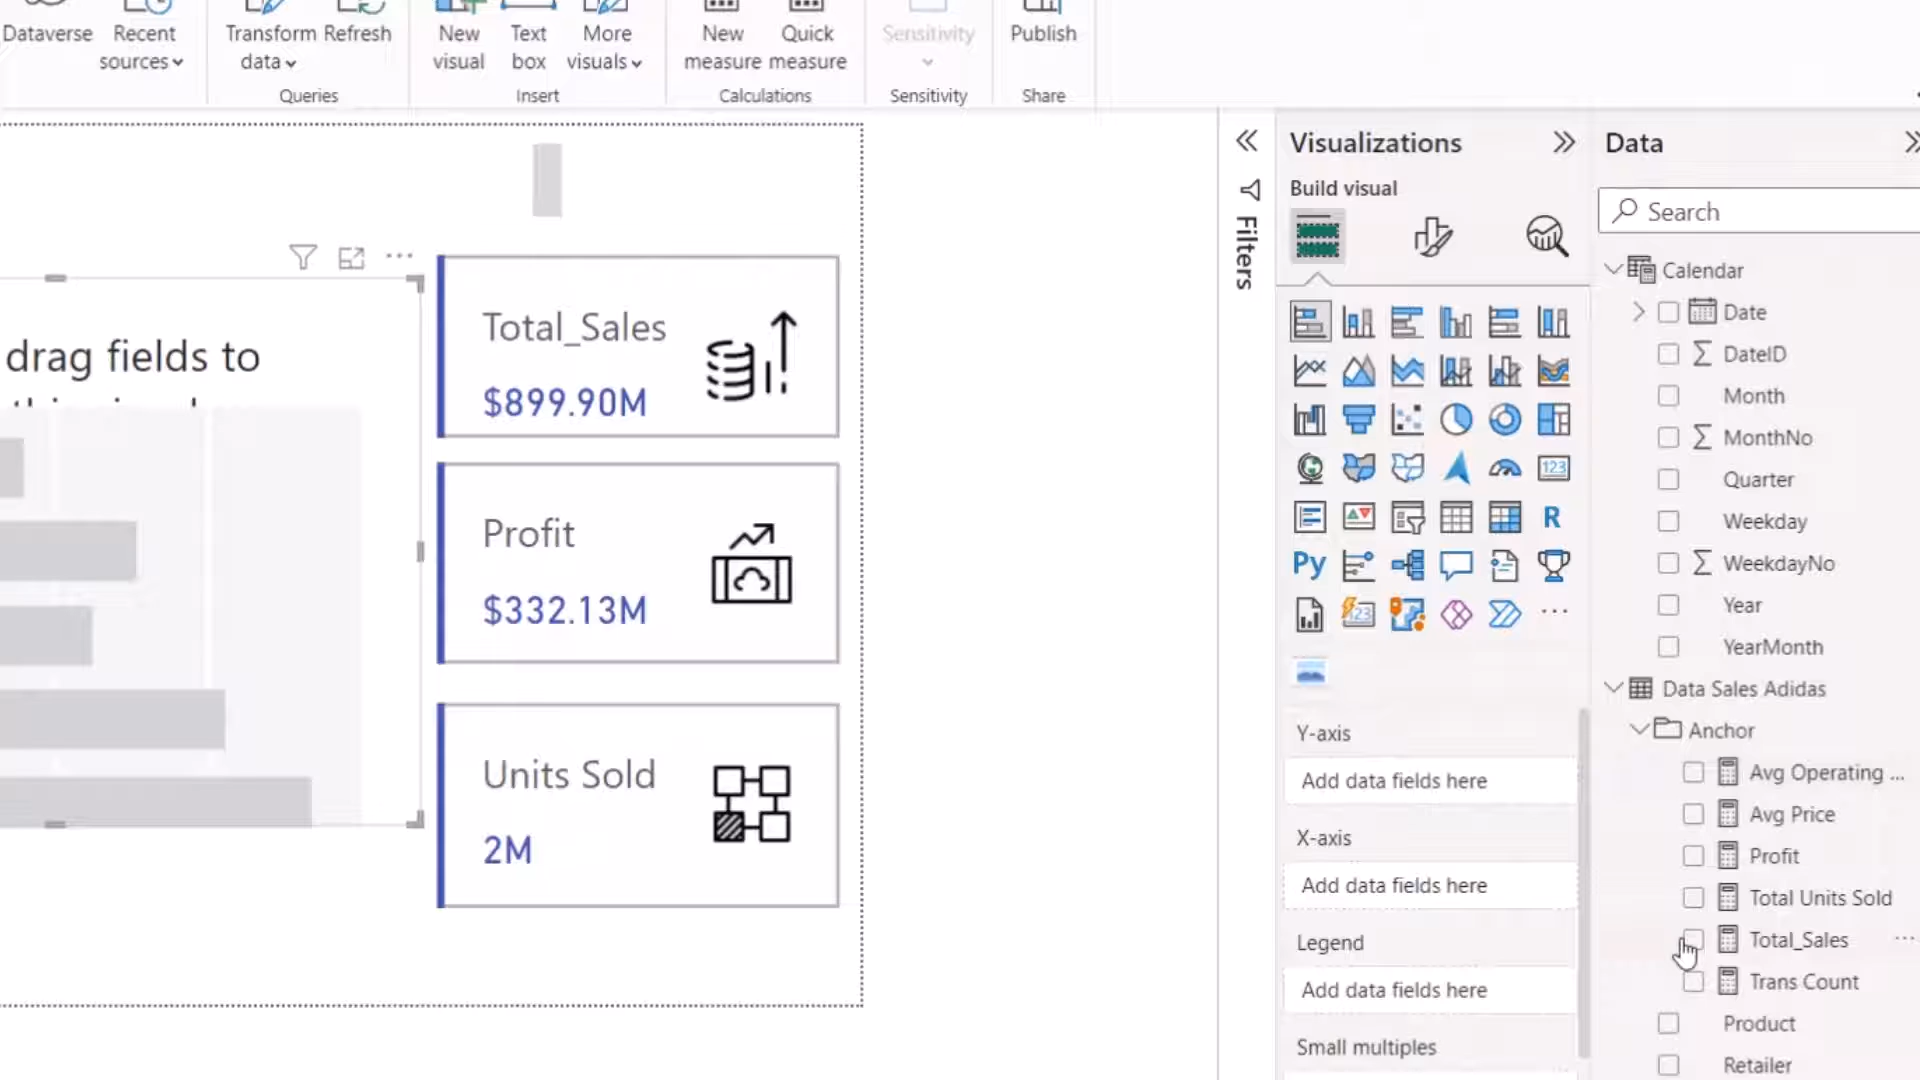 Dataverse
Recent
sources
Transform
data
Refresh
Queries
New
visual
Text
box
More
visuals
Insert
New
measure
Quick
measure
Calculations
Sensitivity
Sensitivity
Publish
Share
drag fields to
Total_Sales
$899.90M
Profit
$332.13M
Units Sold
2M
Filters
Visualizations
Build visual
123
R
Py
123
Y-axis
Add data fields here
X-axis
Add data fields here
Legend
Add data fields here
Small multiples
Data
Search
Calendar
Date
DateID
Month
MonthNo
Quarter
Weekday
WeekdayNo
Year
YearMonth
Data Sales Adidas
Anchor
Avg Operating ...
Avg Price
Profit
Total Units Sold
Total_Sales
Trans Count
Product
Retailer